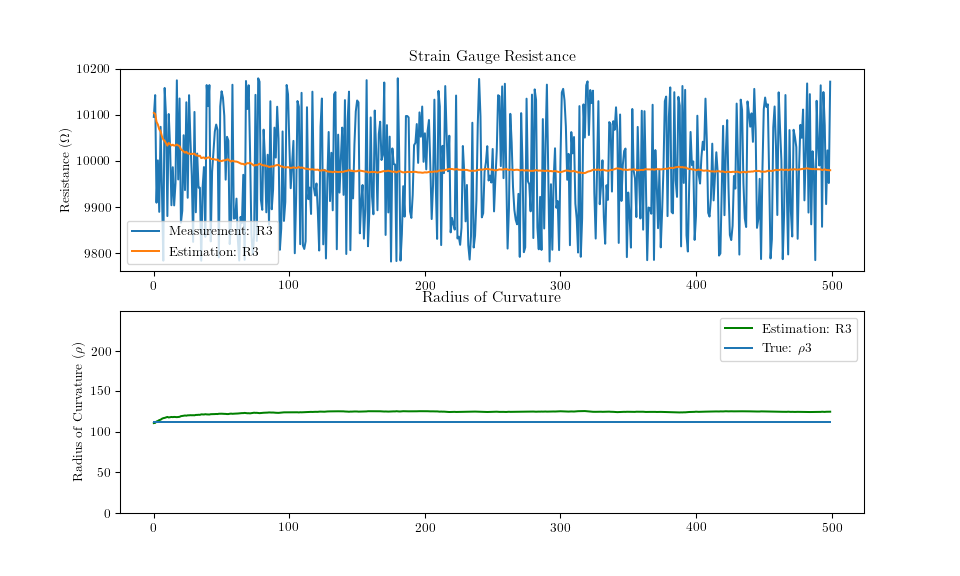 Strain Gauge Resistance
Resistance (Ω)
10200
10100
10000
9900
9800
Measurement: R3
Estimation: R3
0 100 200 300 400 500
Radius of Curvature
Radius of Curvature (ρ)
200
150
100
50
0
Estimation: R3
True: ρ3
0 100 200 300 400 500